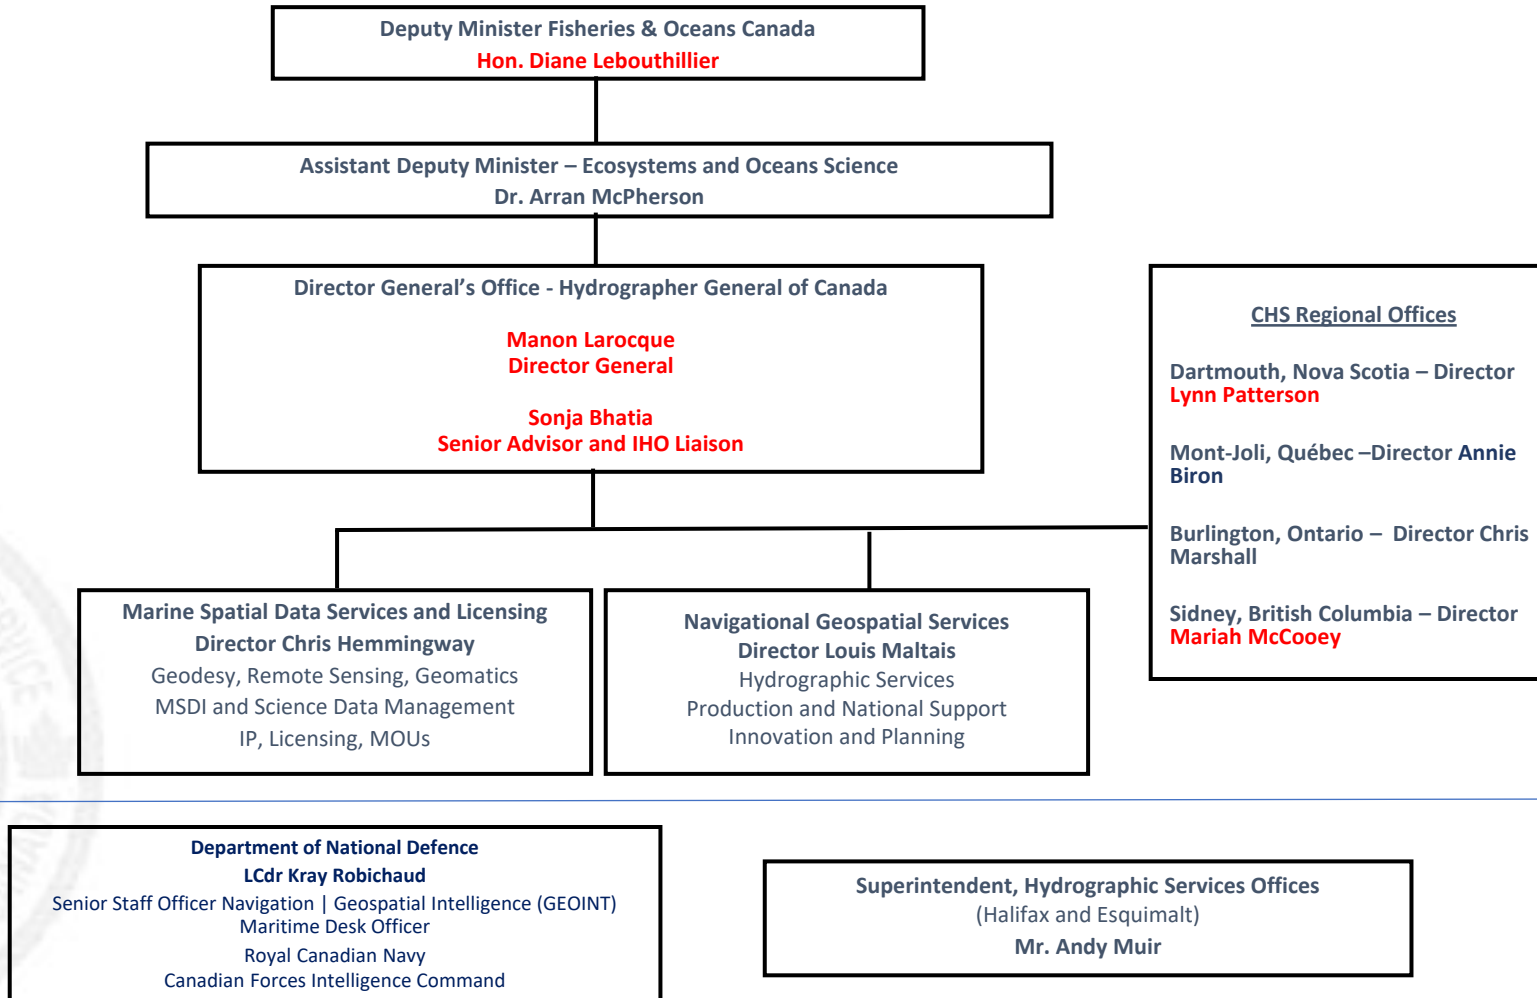 Deputy Minister Fisheries & Oceans Canada
Hon. Diane Lebouthillier
Assistant Deputy Minister – Ecosystems and Oceans Science
Dr. Arran McPherson
Director General’s Office - Hydrographer General of Canada
Manon Larocque
Director General
Sonja Bhatia
Senior Advisor and IHO Liaison
CHS Regional Offices
Dartmouth, Nova Scotia – Director
Lynn Patterson
Mont-Joli, Québec –Director Annie
Biron
Burlington, Ontario – Director Chris
Marshall
Sidney, British Columbia – Director
Mariah McCooey
Marine Spatial Data Services and Licensing
Director Chris Hemmingway
Geodesy, Remote Sensing, Geomatics
MSDI and Science Data Management
IP, Licensing, MOUs
Navigational Geospatial Services
Director Louis Maltais
Hydrographic Services
Production and National Support
Innovation and Planning
Department of National Defence
LCdr Kray Robichaud
Senior Staff Officer Navigation | Geospatial Intelligence (GEOINT)
Maritime Desk Officer
Royal Canadian Navy
Canadian Forces Intelligence Command
Superintendent, Hydrographic Services Offices
(Halifax and Esquimalt)
Mr. Andy Muir